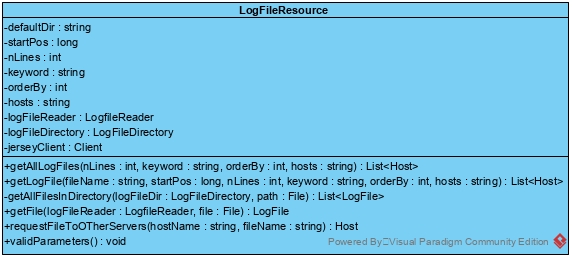 LogFileResource
-defaultDir : string
-startPos : long
-nLines : int
-keyword : string
-orderBy : int
-hosts : string
-logFileReader : LogfileReader
-logFileDirectory : LogFileDirectory
-jerseyClient : Client
+getAllLogFiles(nLines : int, keyword : string, orderBy : int, hosts : string) : List<Host>
+getLogFile(fileName : string, startPos : long, nLines : int, keyword : string, orderBy : int, hosts : string) : List<Host>
-getAllFilesInDirectory(logFileDir : LogFileDirectory, path : File) : List<LogFile>
+getFile(logFileReader : LogfileReader, file : File) : LogFile
+requestFileToOTherServers(hostName : string, fileName : string) : Host
+validParameters() : void
Powered By Visual Paradigm Community Edition